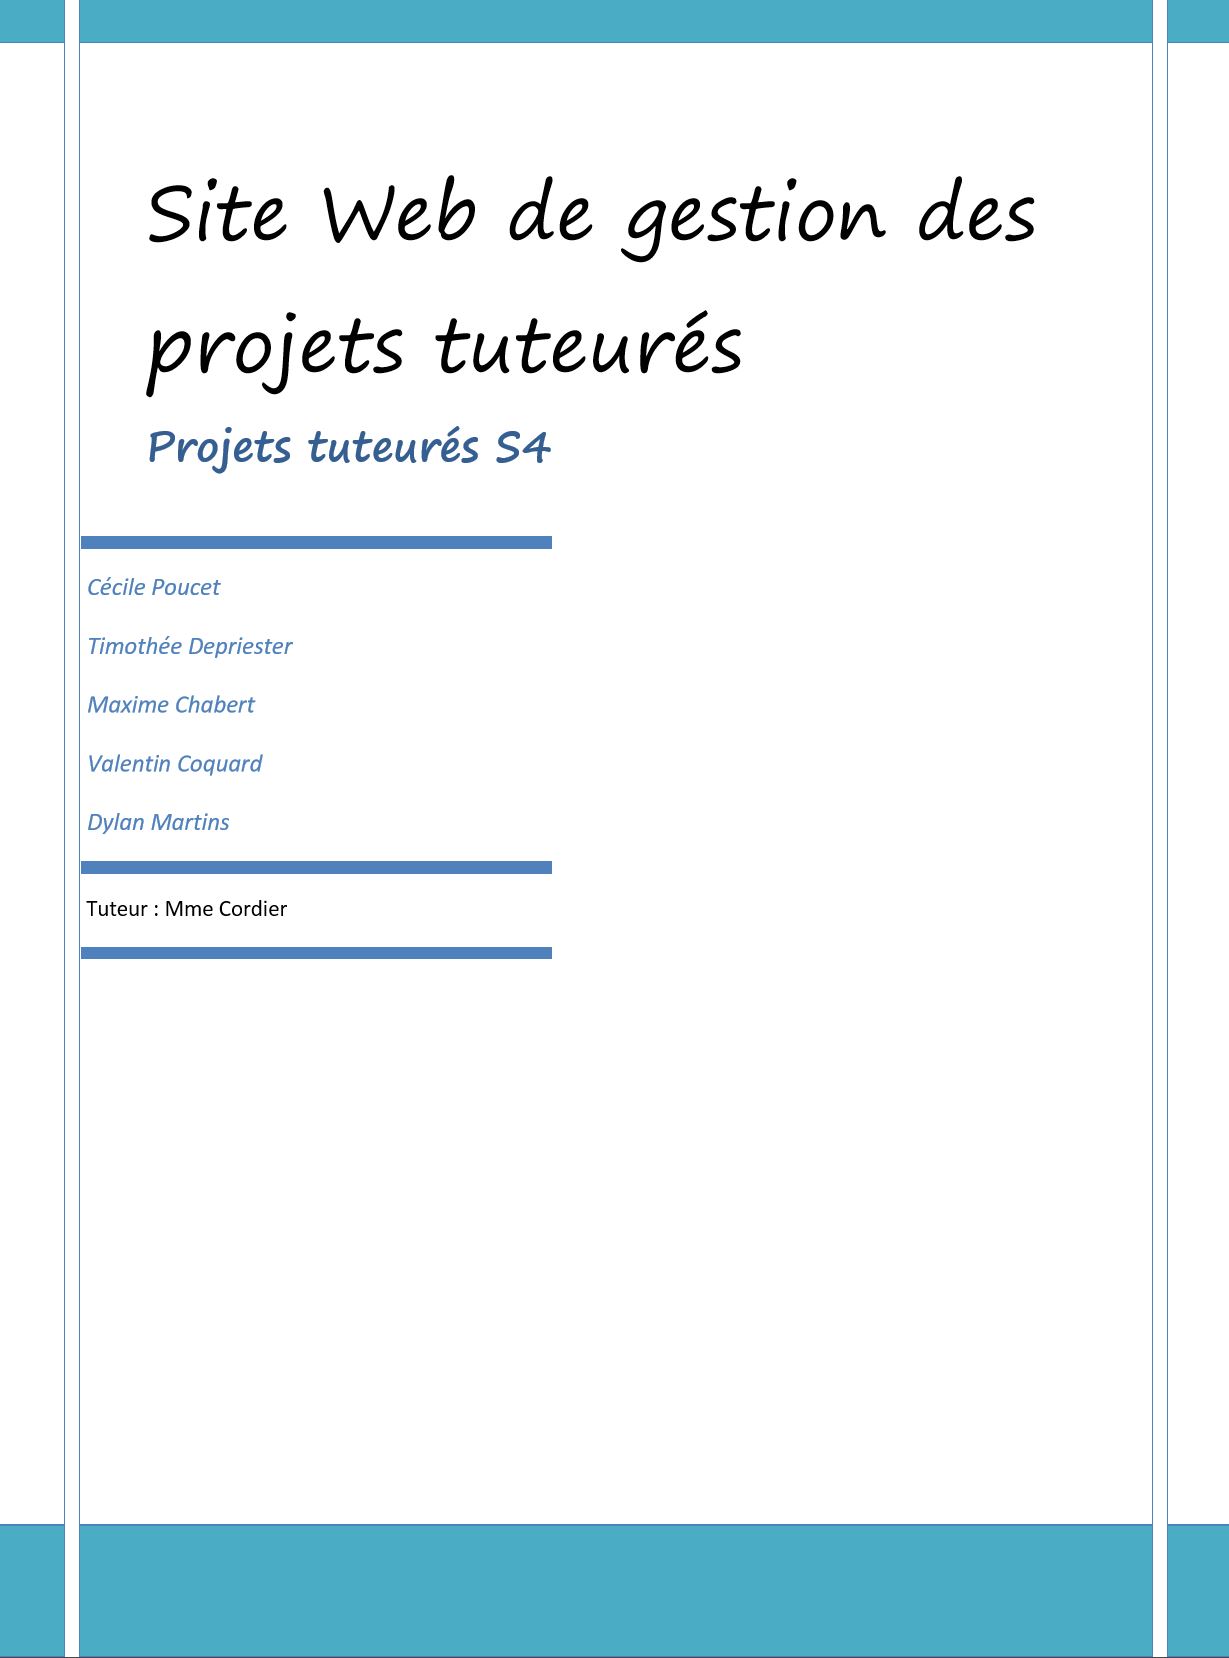 Site Web de gestion des
projets tuteurés
Projets tuteurés S4
Cécile Poucet
Timothée Depriester
Maxime Chabert
Valentin Coquard
Dylan Martins
Tuteur : Mme Cordier